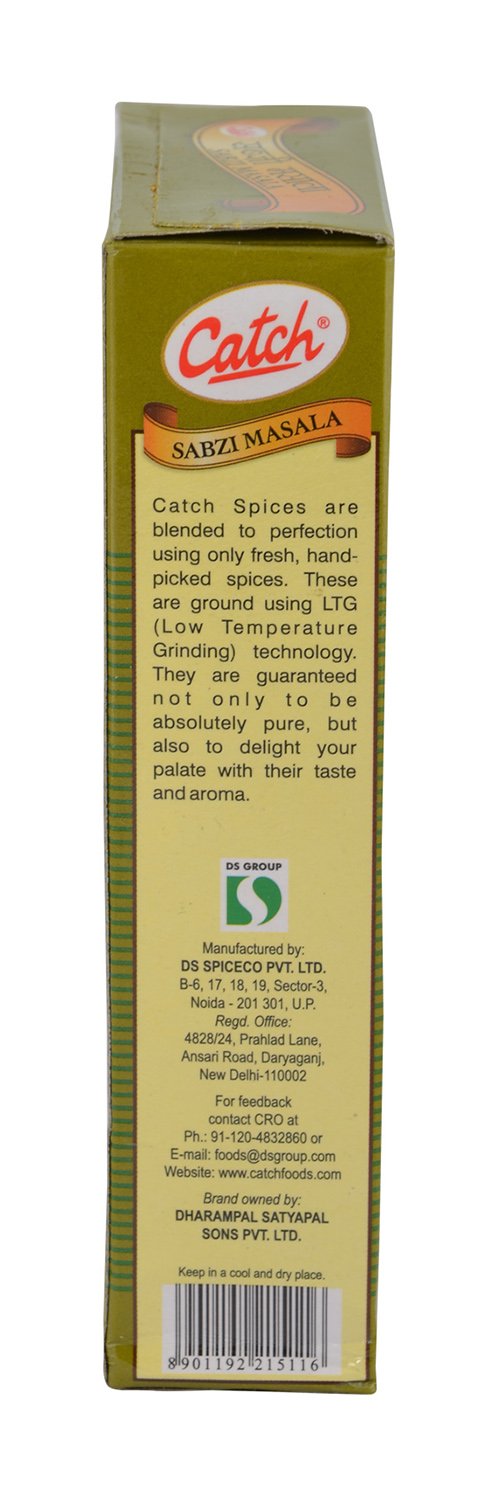 सब्ज़ी मसाला
SABZI MASALA
Catch®
SABZI MASALA
Catch Spices are
blended to perfection
using only fresh, hand-
picked spices. These
are ground using LTG
(Low Temperature
Grinding) technology.
They are guaranteed
not only to be
absolutely pure, but
also to delight your
palate with their taste
and aroma.
DS GROUP
Manufactured by:
DS SPICECO PVT. LTD.
B-6, 17, 18, 19, Sector-3,
Noida - 201 301, U.P.
Regd. Office:
4828/24, Prahlad Lane,
Ansari Road, Daryaganj,
New Delhi-110002
For feedback
contact CRO at
Ph.: 91-120-4832860 or
E-mail: foods@dsgroup.com
Website: www.catchfoods.com
Brand owned by:
DHARAMPAL SATYAPAL
SONS PVT. LTD.
Keep in a cool and dry place.
8 901192 215116